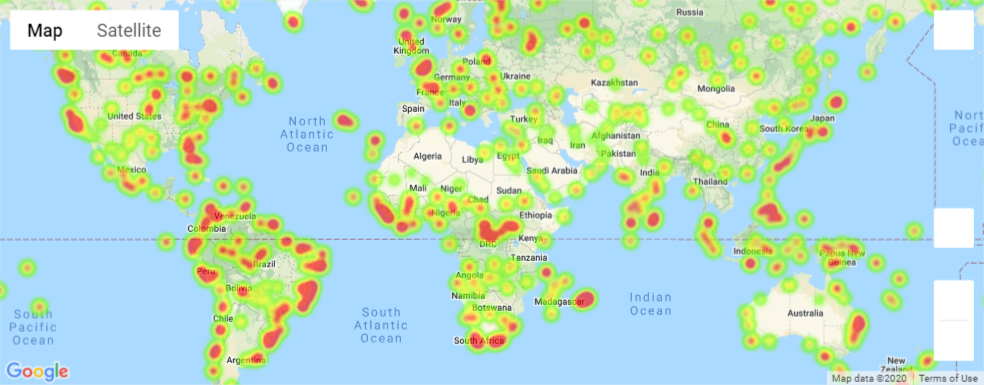 Map
Satellite
Canada
Norway
Russia
United
Kingdom
Poland
Germany
Ukraine
France
Kazakhstan
Mongolia
Spain
Italy
Turkey
United States
North
Atlantic
Ocean
China
South Korea
Japan
Nort
Pacif
Ocea
Algeria
Libya
Egypt
Iraq
Iran
Afghanistan
Pakistan
Saudi Arabia
India
Thailand
Mexico
Mali
Niger
Chad
Sudan
Nigeria
Ethiopia
Venezuela
Colombia
DRC
Kenya
Tanzania
Indonesia
Papua New
Guinea
Peru
Brazil
Bolivia
Angola
Namibia
Botswana
Madagascar
Indian
Ocean
South
Pacific
Ocean
South
Atlantic
Ocean
Australia
Chile
South Africa
Argentina
New
Zealand
Google
Map data ©2020
Terms of Use